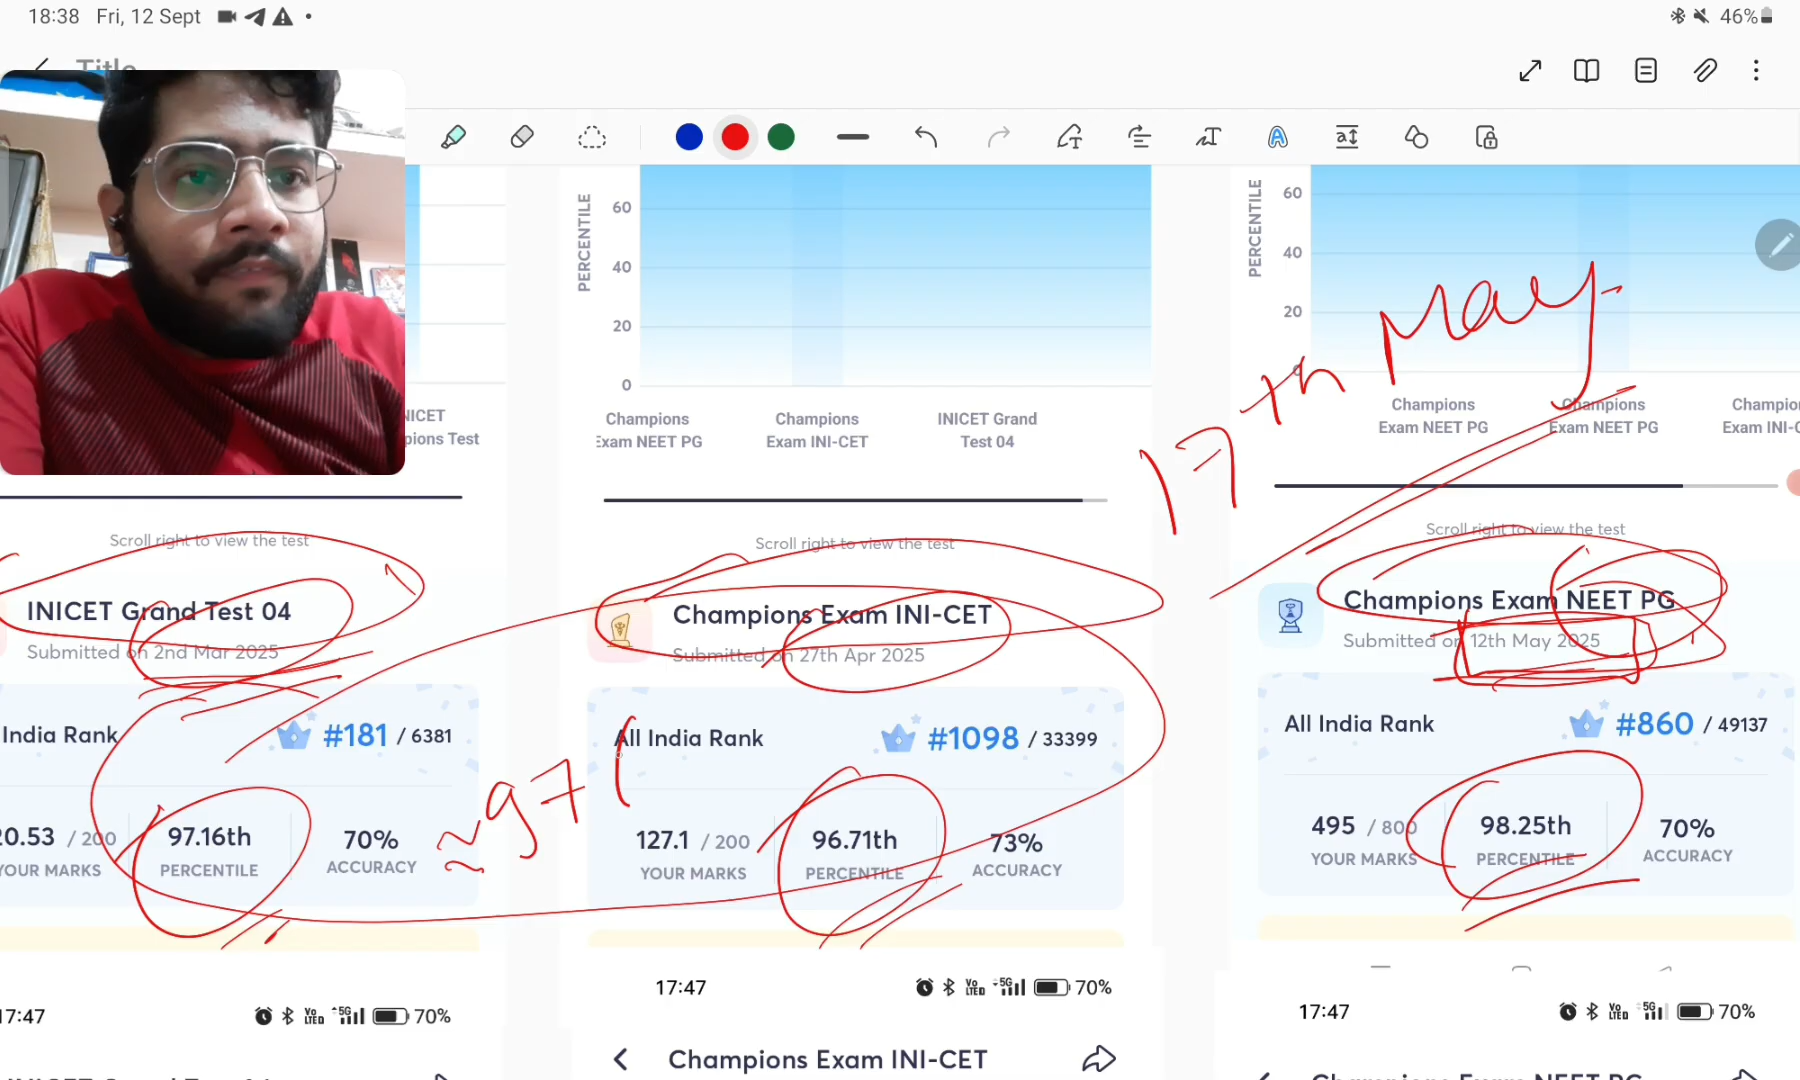 18:38 Fri, 12 Sept
46%
Title
PERCENTILE
60
40
20
0
Champions
Exam NEET PG
Champions
Exam INI-CET
INICET Grand
Test 04
PERCENTILE
60
40
20
0
Champions
Exam NEET PG
Champions
Exam NEET PG
17th May
Scroll right to view the test
INICET Grand Test 04
Submitted on 2nd Mar 2025
India Rank
#181 / 6381
0.53 / 200
YOUR MARKS
97.16th
PERCENTILE
70%
ACCURACY
≈97
Scroll right to view the test
Champions Exam INI-CET
Submitted on 27th Apr 2025
All India Rank
#1098 / 33399
127.1 / 200
YOUR MARKS
96.71th
PERCENTILE
73%
ACCURACY
Scroll right to view the test
Champions Exam NEET PG
Submitted on 12th May 2025
All India Rank
#860 / 49137
495 / 800
YOUR MARKS
98.25th
PERCENTILE
70%
ACCURACY
17:47
70%
17:47
70%
Champions Exam INI-CET
17:47
70%
Champions Exam NEET PG